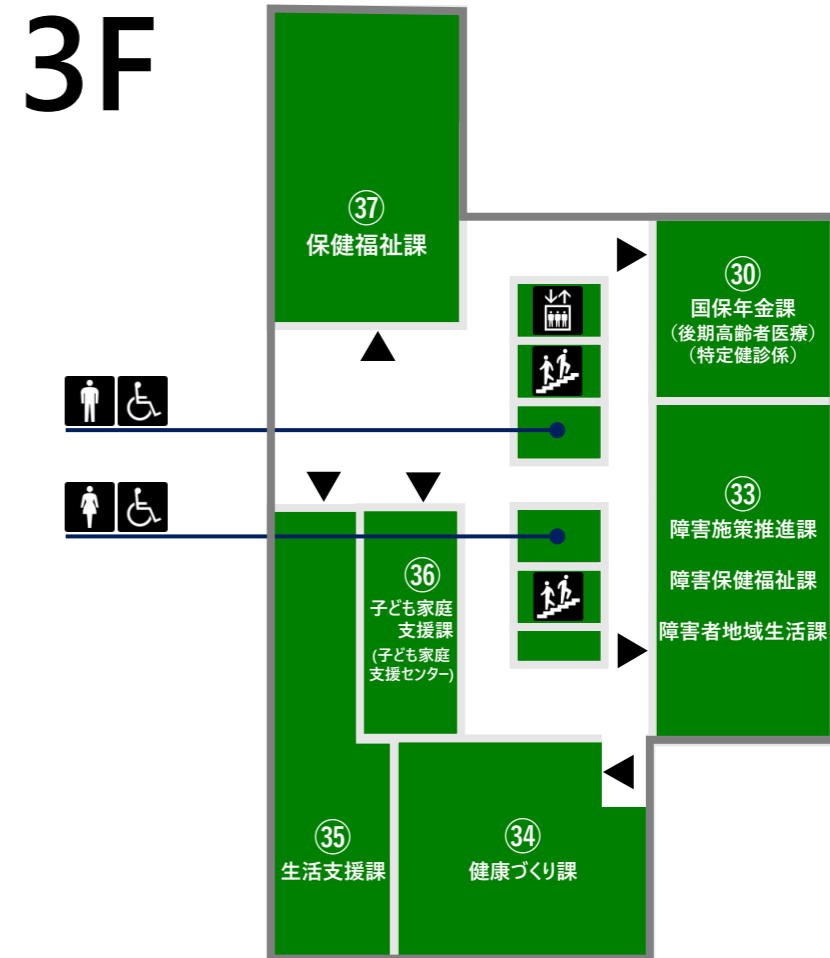 3F
㊲
保健福祉課
㉚
国保年金課
（後期高齢者医療）
（特定健診係）
㉝
障害施策推進課
障害保健福祉課
障害者地域生活課
㊱
子ども家庭
支援課
(子ども家庭
支援センター)
㉟
生活支援課
㉞
健康づくり課